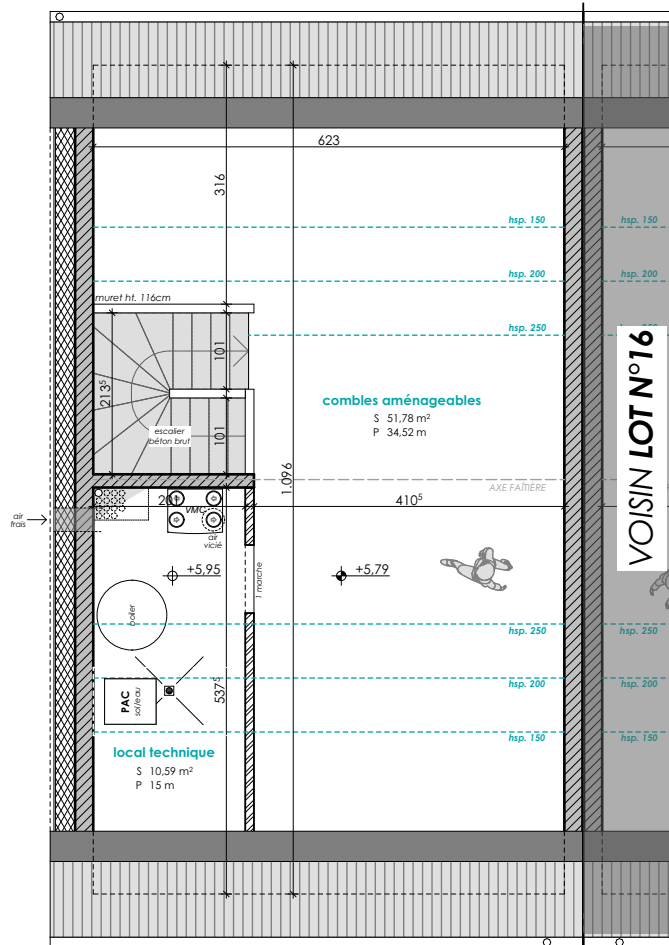 623
316
hsp. 150
hsp. 150
hsp. 200
hsp. 200
muret ht. 116cm
hsp. 250
101
213⁵
VOISIN LOT N°16
combles aménageables
S 51,78 m²
P 34,52 m
escalier
béton brut
101
1.096
AXE FAÎTIÈRE
201
410⁵
VMC
air
frais
air
vicié
+5,95
+5,79
1 marche
boiler
hsp. 250
hsp. 250
537⁵
PAC
sol/eau
hsp. 200
hsp. 200
hsp. 150
hsp. 150
local technique
S 10,59 m²
P 15 m